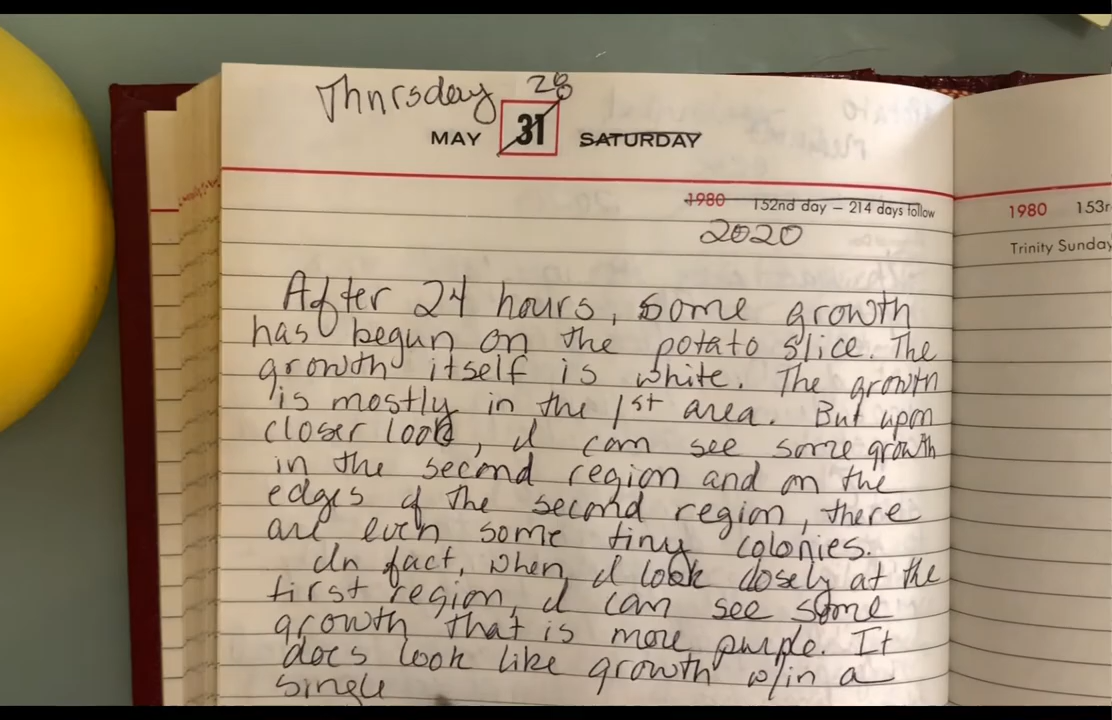 Thursday 28
MAY 31 SATURDAY
1980 152nd day – 214 days follow
2020
After 24 hours, some growth
has begun on the potato slice. The
growth itself is white. The growth
is mostly in the 1st area. But upon
closer look, I can see some growth
in the second region and on the
edges of the second region, there
are even some tiny colonies.
In fact, when I look closely at the
first region, I can see some
growth that is more purple. It
does look like growth w/in a
single
1980 153r
Trinity Sunday